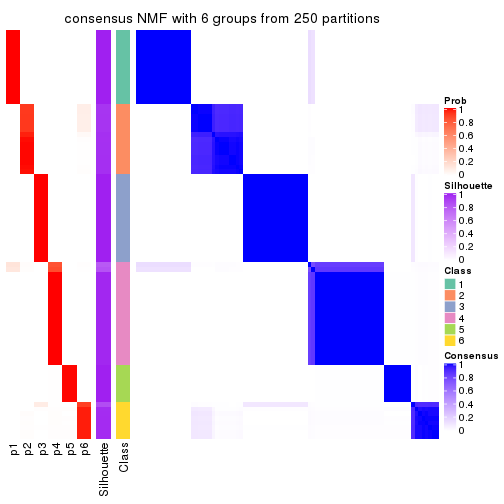 consensus NMF with 6 groups from 250 partitions
Prob
1
0.8
0.6
0.4
0.2
0
Silhouette
1
0.8
0.6
0.4
0.2
0
Class
1
2
3
4
5
6
Consensus
1
0.8
0.6
0.4
0.2
0
p1
p2
p3
p4
p5
p6
Silhouette
Class